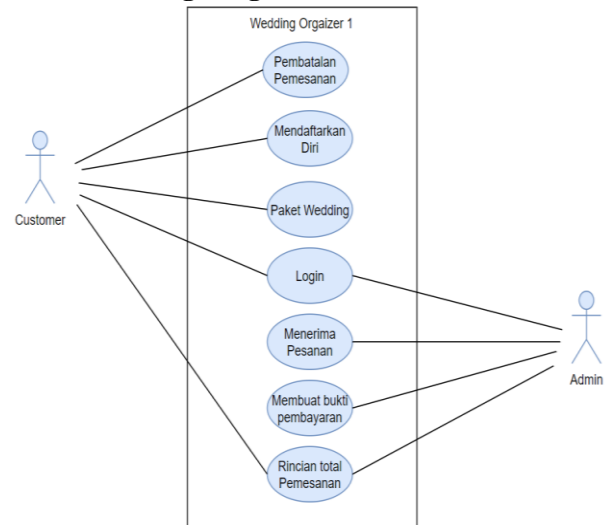 Wedding Orgaizer 1
Pembatalan
Pemesanan
Mendaftarkan
Diri
Paket Wedding
Customer
Login
Menerima
Pesanan
Admin
Membuat bukti
pembayaran
Rincian total
Pemesanan